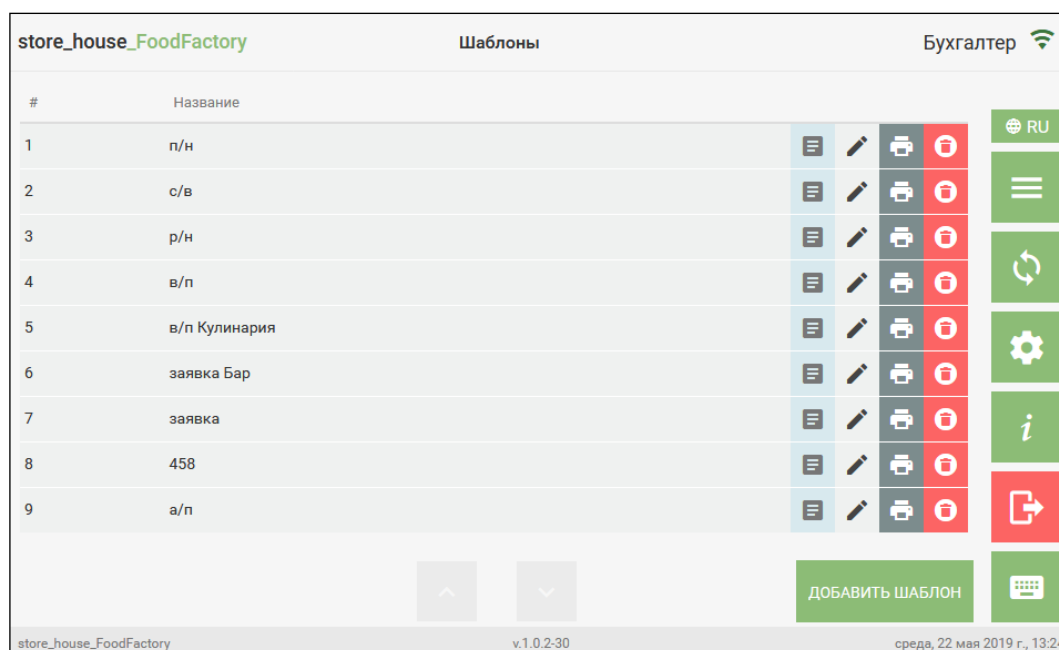 store_house_FoodFactory Шаблоны Бухгалтер
# Название
RU
1 п/н
2 с/в
3 р/н
4 в/п
5 в/п Кулинария
6 заявка Бар
7 заявка
8 458
9 а/п
i
ДОБАВИТЬ ШАБЛОН
store_house_FoodFactory v.1.0.2-30 среда, 22 мая 2019 г., 13:24